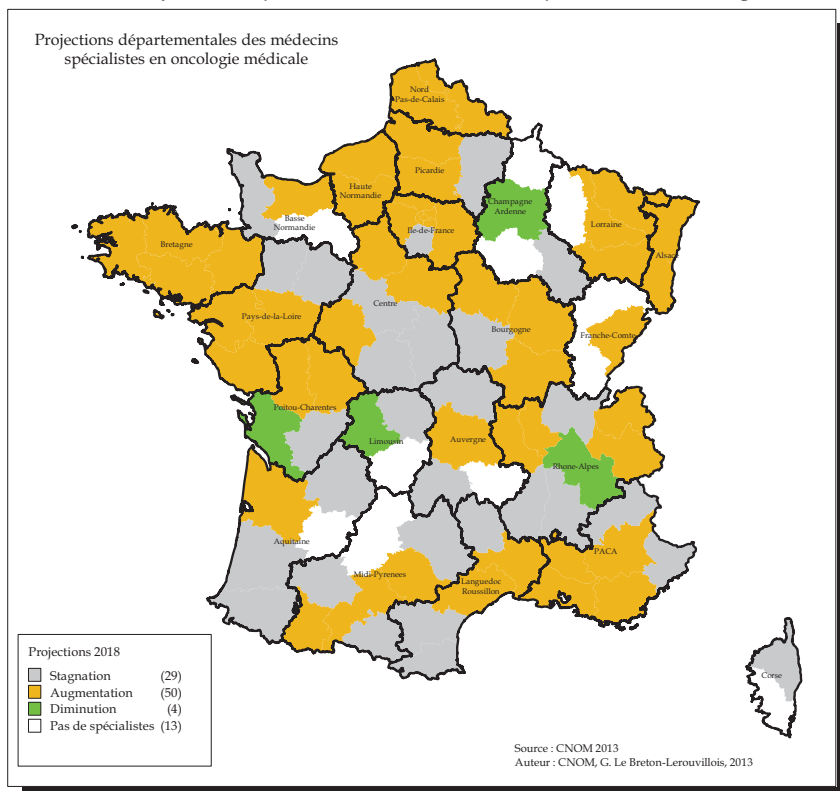 Projections départementales des médecins
spécialistes en oncologie médicale
Nord
Pas-de-Calais
Picardie
Haute
Normandie
Champagne
Ardenne
Basse
Normandie
Ile-de-France
Lorraine
Alsace
Bretagne
Centre
Pays-de-la-Loire
Bourgogne
Franche-Comté
Poitou-Charentes
Limousin
Auvergne
Rhone-Alpes
Aquitaine
PACA
Midi-Pyrenees
Languedoc
Roussillon
Corse
Projections 2018
Stagnation (29)
Augmentation (50)
Diminution (4)
Pas de spécialistes (13)
Source : CNOM 2013
Auteur : CNOM, G. Le Breton-Lerouvillois, 2013